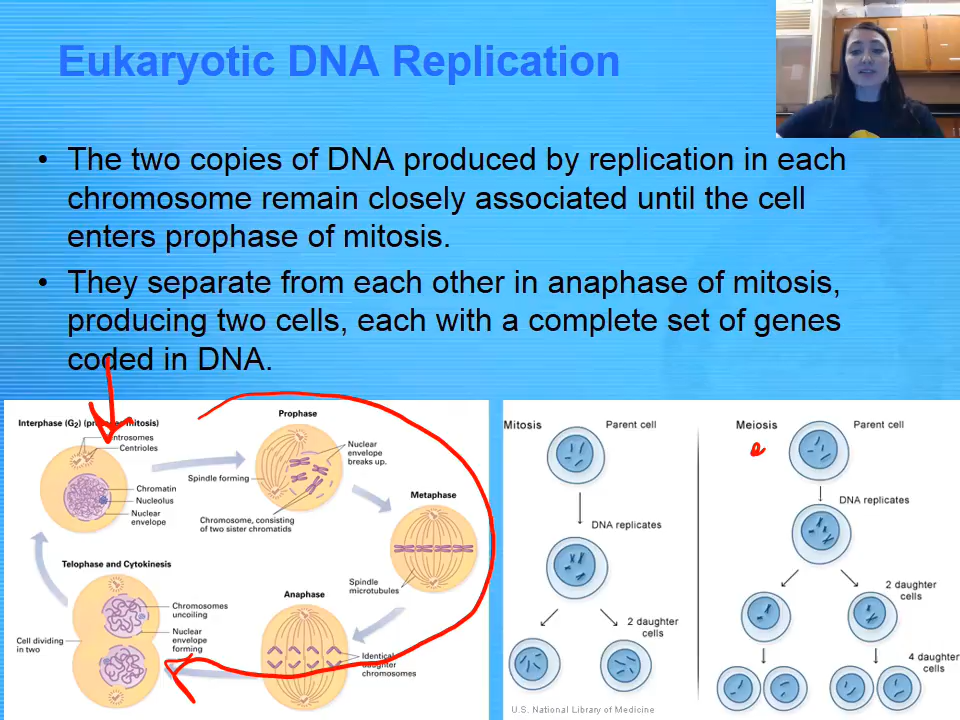 Eukaryotic DNA Replication
• The two copies of DNA produced by replication in each
chromosome remain closely associated until the cell
enters prophase of mitosis.
• They separate from each other in anaphase of mitosis,
producing two cells, each with a complete set of genes
coded in DNA.
Interphase (G₂) mitosis)
Centrioles
Chromatin
Nucleolus
Nuclear
envelope
Prophase
Nuclear
envelope
breaks up.
Spindle forming
Chromosome, consisting
of two sister chromatids
Metaphase
Spindle
microtubules
Anaphase
Identical
daughter
chromosomes
Telophase and Cytokinesis
Chromosomes
uncoiling
Nuclear
envelope
forming
Cell dividing
in two
Mitosis
Parent cell
DNA replicates
2 daughter
cells
U.S. National Library of Medicine
Meiosis
Parent cell
DNA replicates
2 daughter
cells
4 daughter
cells